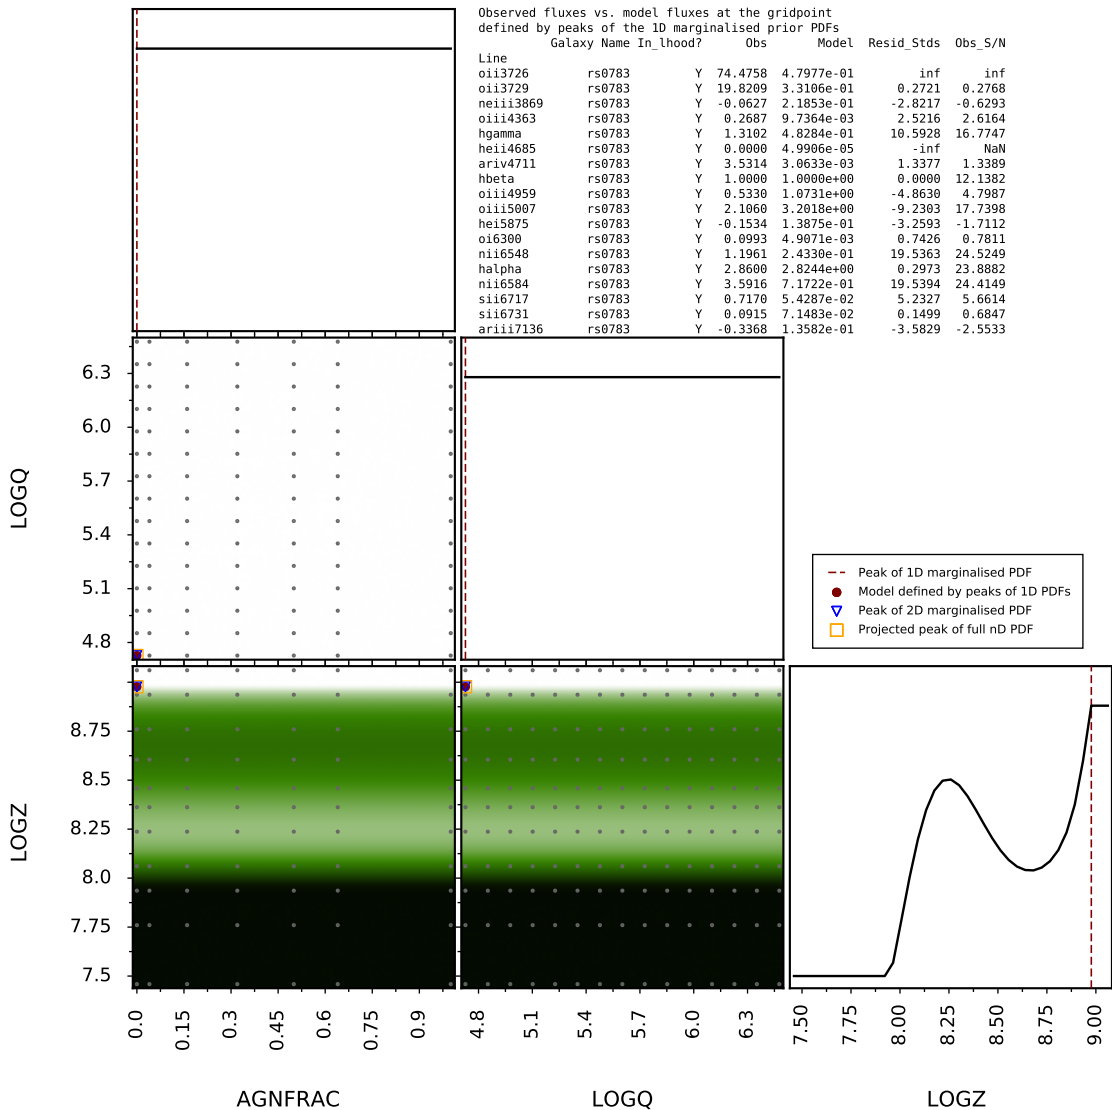 Observed fluxes vs. model fluxes at the gridpoint
defined by peaks of the 1D marginalised prior PDFs
Galaxy Name In_lhood? Obs Model Resid_Stds Obs_S/N
Line
oii3726 rs0783 Y 74.4758 4.7977e-01 inf inf
oii3729 rs0783 Y 19.8209 3.3106e-01 0.2721 0.2768
neiii3869 rs0783 Y -0.0627 2.1853e-01 -2.8217 -0.6293
oiii4363 rs0783 Y 0.2687 9.7364e-03 2.5216 2.6164
hgamma rs0783 Y 1.3102 4.8284e-01 10.5928 16.7747
heii4685 rs0783 Y 0.0000 4.9906e-05 -inf NaN
ariv4711 rs0783 Y 3.5314 3.0633e-03 1.3377 1.3389
hbeta rs0783 Y 1.0000 1.0000e+00 0.0000 12.1382
oiii4959 rs0783 Y 0.5330 1.0731e+00 -4.8630 4.7987
oiii5007 rs0783 Y 2.1060 3.2018e+00 -9.2303 17.7398
hei5875 rs0783 Y -0.1534 1.3875e-01 -3.2593 -1.7112
oi6300 rs0783 Y 0.0993 4.9071e-03 0.7426 0.7811
nii6548 rs0783 Y 1.1961 2.4330e-01 19.5363 24.5249
halpha rs0783 Y 2.8600 2.8244e+00 0.2973 23.8882
nii6584 rs0783 Y 3.5916 7.1722e-01 19.5394 24.4149
sii6717 rs0783 Y 0.7170 5.4287e-02 5.2327 5.6614
sii6731 rs0783 Y 0.0915 7.1483e-02 0.1499 0.6847
ariii7136 rs0783 Y -0.3368 1.3582e-01 -3.5829 -2.5533
6.3
6.0
5.7
5.4
5.1
4.8
LOGQ
Peak of 1D marginalised PDF
Model defined by peaks of 1D PDFs
Peak of 2D marginalised PDF
Projected peak of full nD PDF
8.75
8.5
8.25
8.0
7.75
7.5
LOGZ
0.0 0.15 0.3 0.45 0.6 0.75 0.9
4.8 5.1 5.4 5.7 6.0 6.3
7.50 7.75 8.00 8.25 8.50 8.75 9.00
AGNFRAC LOGQ LOGZ